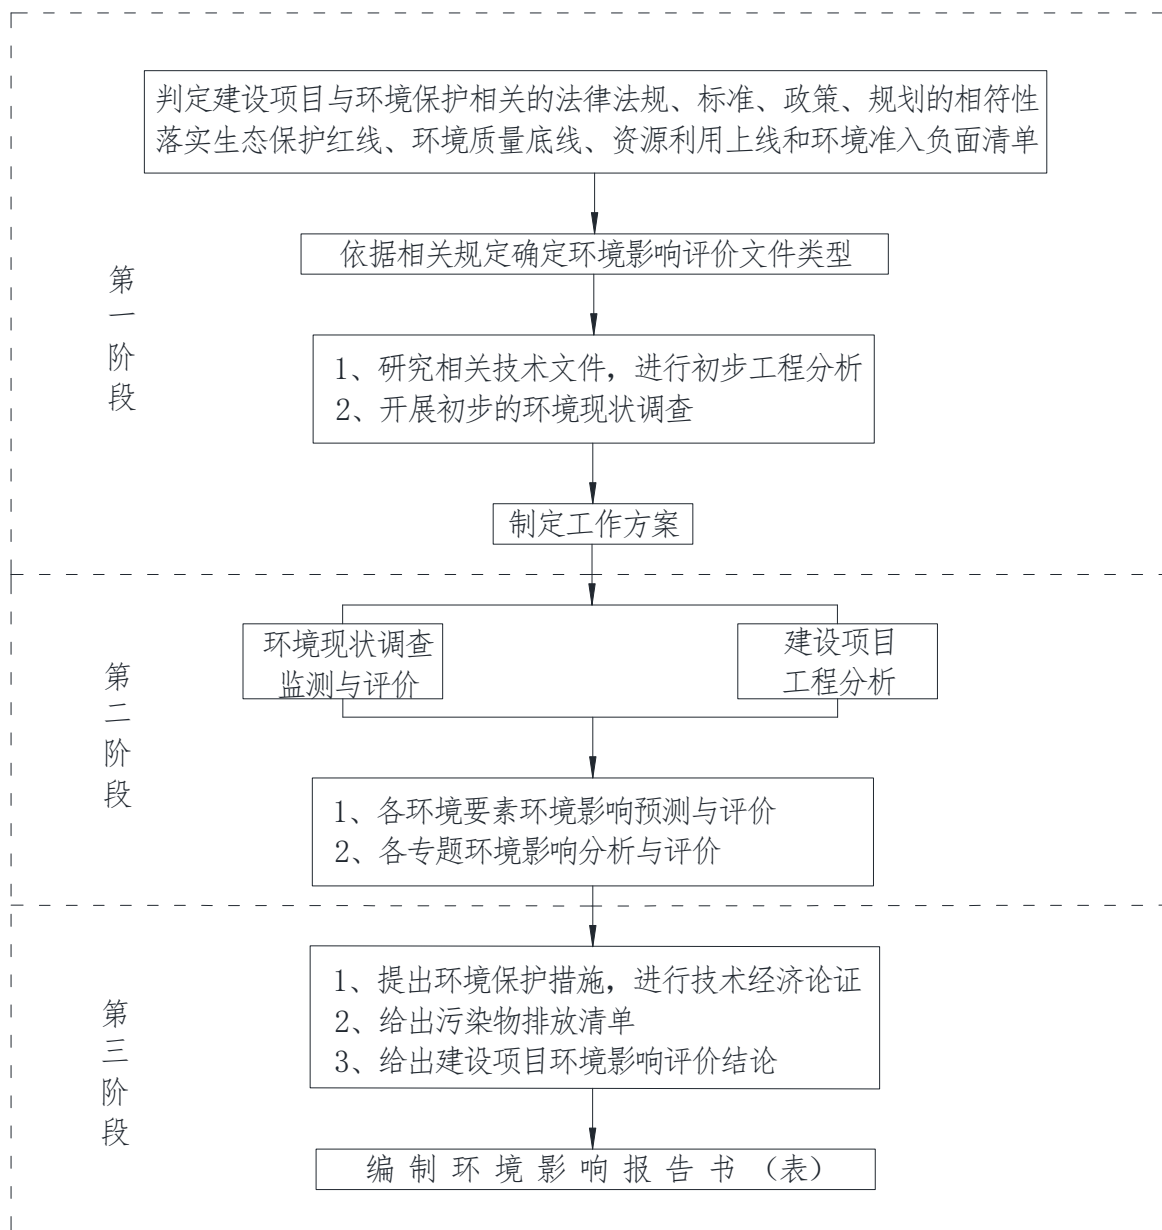 判定建设项目与环境保护相关的法律法规、标准、政策、规划的相符性
落实生态保护红线、环境质量底线、资源利用上线和环境准入负面清单
依据相关规定确定环境影响评价文件类型
第一阶段
1、研究相关技术文件，进行初步工程分析
2、开展初步的环境现状调查
制定工作方案
第二阶段
环境现状调查
监测与评价
建设项目
工程分析
1、各环境要素环境影响预测与评价
2、各专题环境影响分析与评价
第三阶段
1、提出环境保护措施，进行技术经济论证
2、给出污染物排放清单
3、给出建设项目环境影响评价结论
编制环境影响报告书（表）